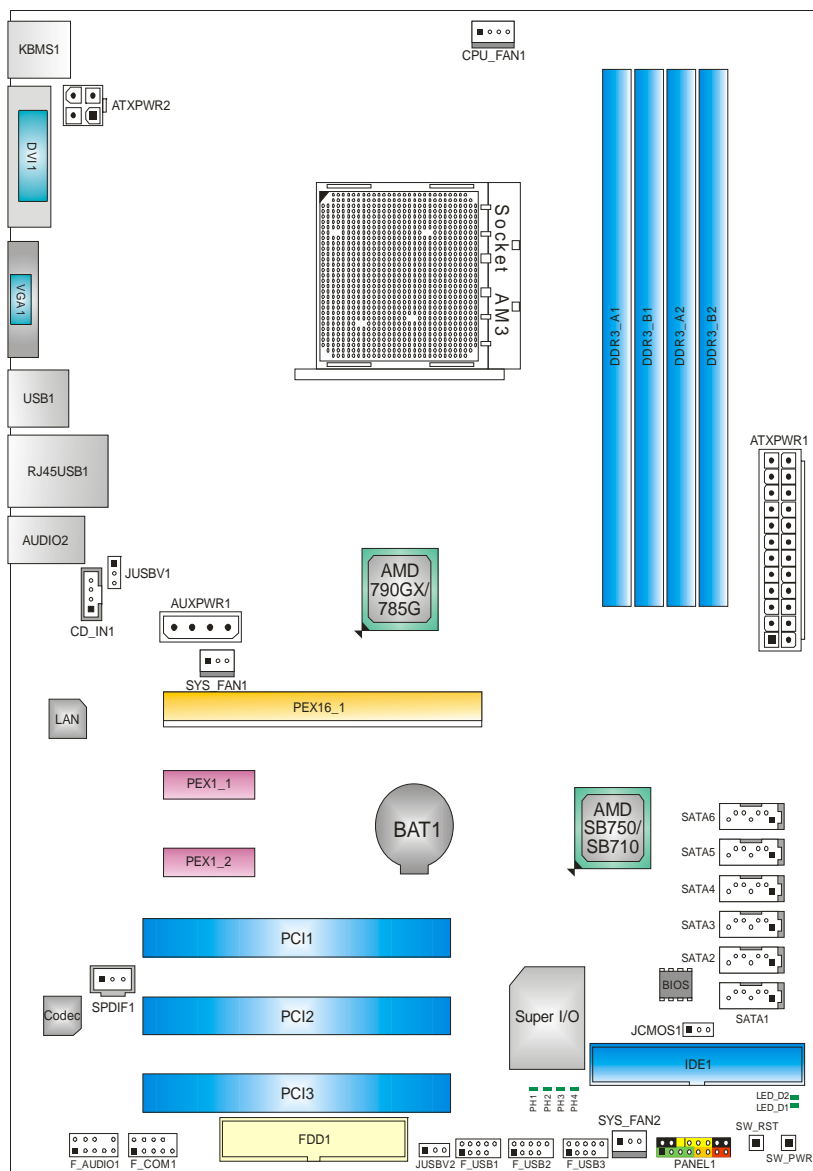 KBMS1
CPU_FAN1
ATXPWR2
DVI1
Socket AM3
VGA1
DDR3_A1
DDR3_B1
DDR3_A2
DDR3_B2
USB1
ATXPWR1
RJ45USB1
AUDIO2
JUSBV1
CD_IN1
AUXPWR1
AMD
790GX/
785G
SYS_FAN1
LAN
PEX16_1
PEX1_1
BAT1
AMD
SB750/
SB710
SATA6
SATA5
PEX1_2
SATA4
SATA3
PCI1
SATA2
SPDIF1
BIOS
Codec
PCI2
Super I/O
SATA1
JCMOS1
IDE1
PCI3
PH1
PH2
PH3
PH4
LED_D2
LED_D1
FDD1
SYS_FAN2
SW_RST
F_AUDIO1
F_COM1
JUSBV2
F_USB1
F_USB2
F_USB3
PANEL1
SW_PWR